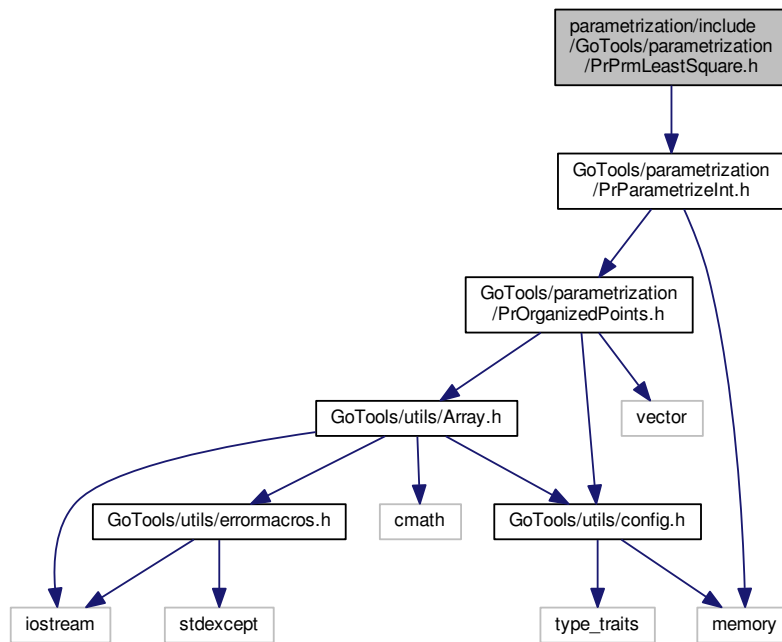 parametrization/include
/GoTools/parametrization
/PrPrmLeastSquare.h
GoTools/parametrization
/PrParametrizeInt.h
GoTools/parametrization
/PrOrganizedPoints.h
GoTools/utils/Array.h
vector
GoTools/utils/errormacros.h
cmath
GoTools/utils/config.h
iostream
stdexcept
type_traits
memory